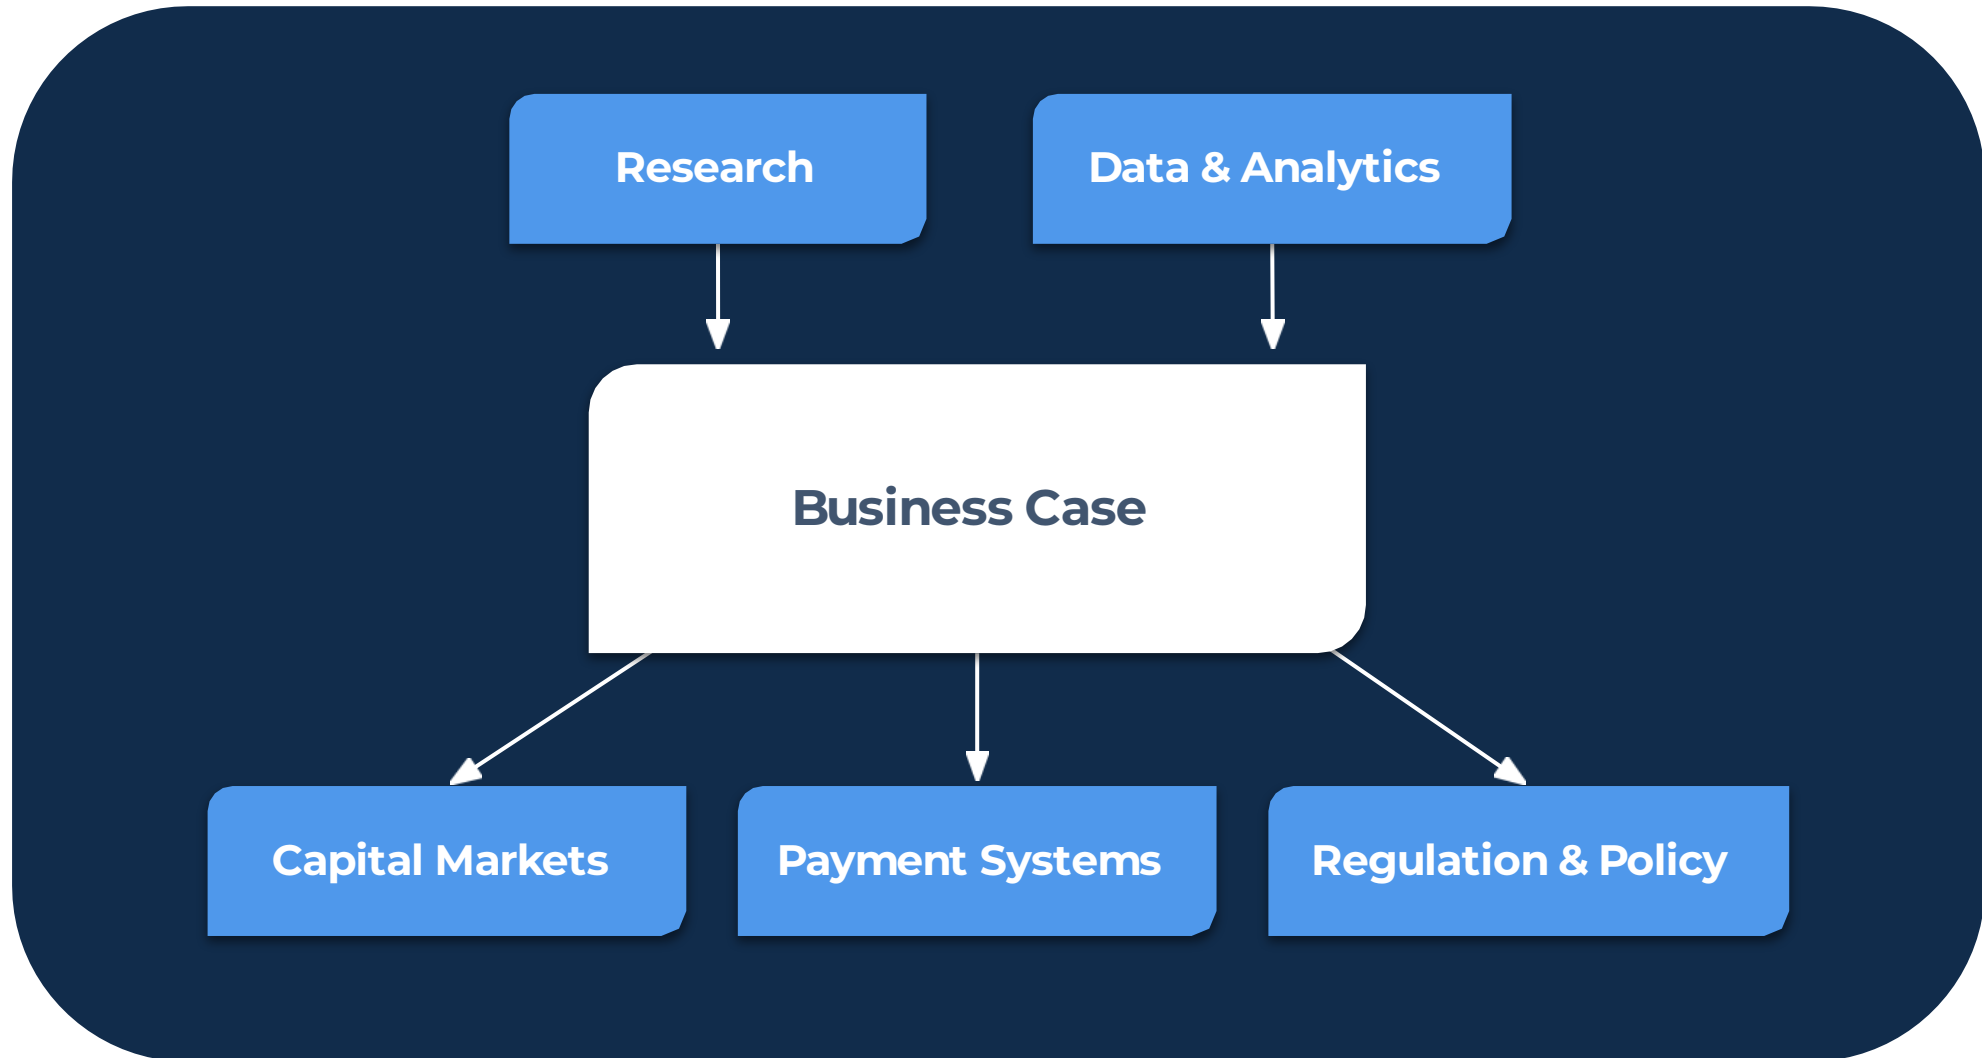 Research
Data & Analytics
Business Case
Capital Markets
Payment Systems
Regulation & Policy